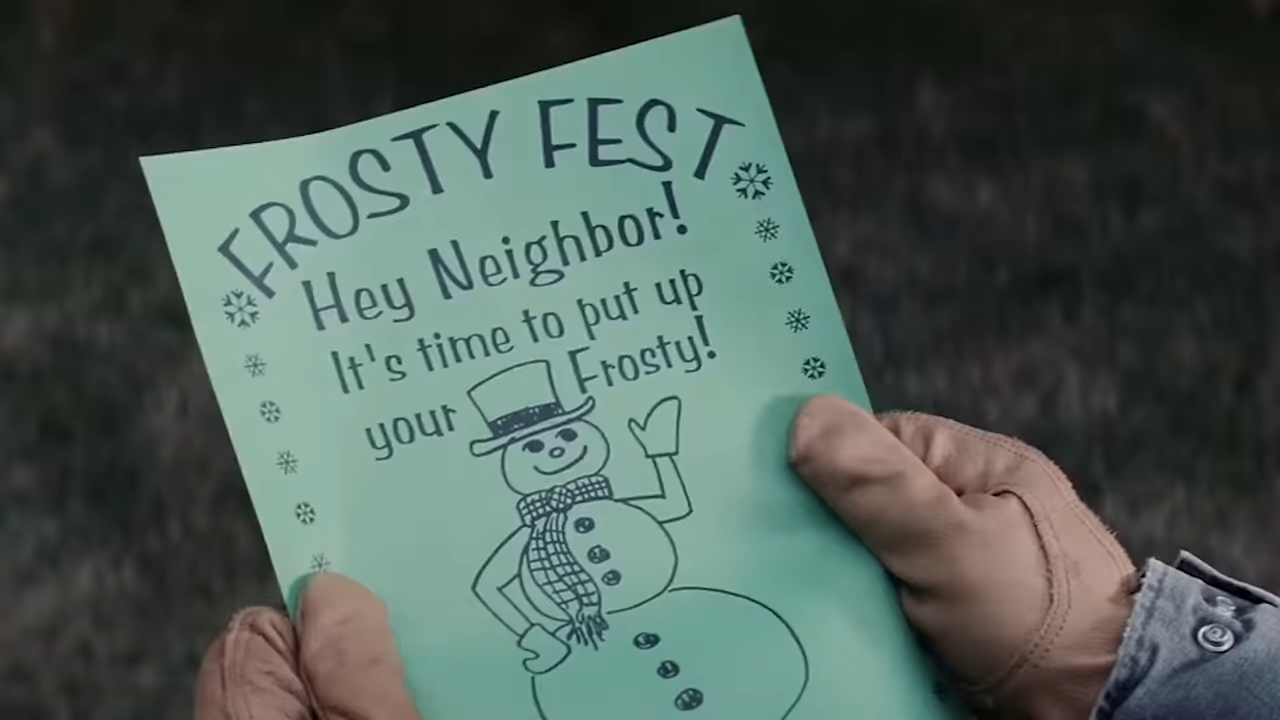 FROSTY FEST
Hey Neighbor!
It's time to put up
your Frosty!